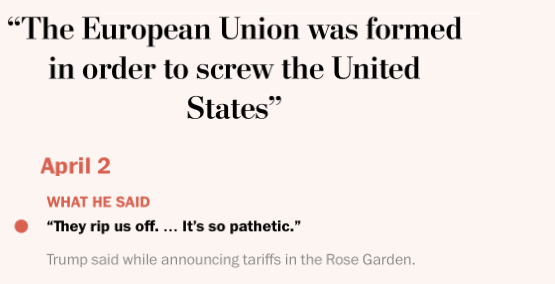 “The European Union was formed
in order to screw the United
States”
April 2
WHAT HE SAID
“They rip us off. … It’s so pathetic.”
Trump said while announcing tariffs in the Rose Garden.